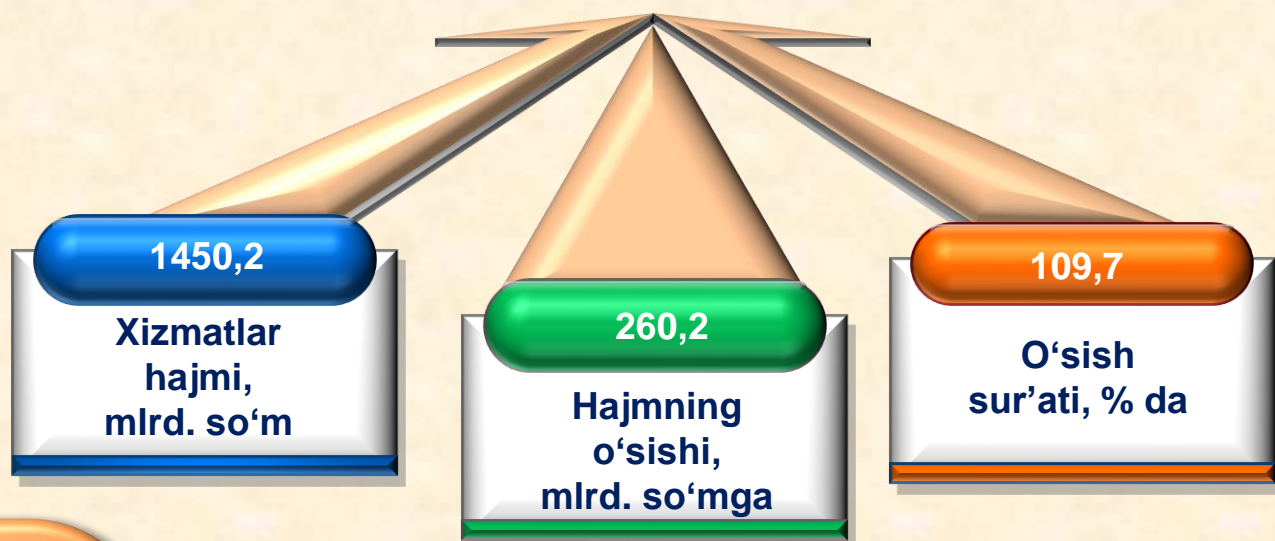 1450,2
Xizmatlar
hajmi,
mlrd. so‘m
260,2
Hajmning
o‘sishi,
mlrd. so‘mga
109,7
O‘sish
sur’ati, % da